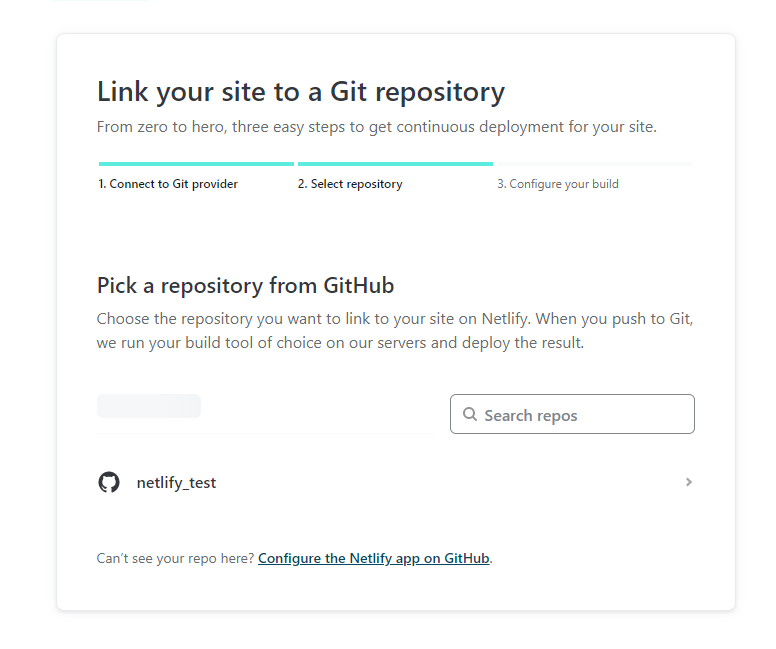 Link your site to a Git repository
From zero to hero, three easy steps to get continuous deployment for your site.
1. Connect to Git provider
2. Select repository
3. Configure your build
Pick a repository from GitHub
Choose the repository you want to link to your site on Netlify. When you push to Git,
we run your build tool of choice on our servers and deploy the result.
Search repos
netlify_test
Can’t see your repo here? Configure the Netlify app on GitHub.